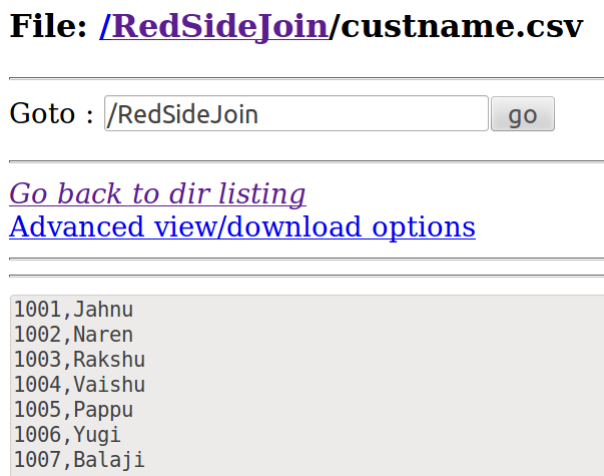 File: /RedSideJoin/custname.csv
Goto : /RedSideJoin go
Go back to dir listing
Advanced view/download options
1001,Jahnu
1002,Naren
1003,Rakshu
1004,Vaishu
1005,Pappu
1006,Yugi
1007,Balaji